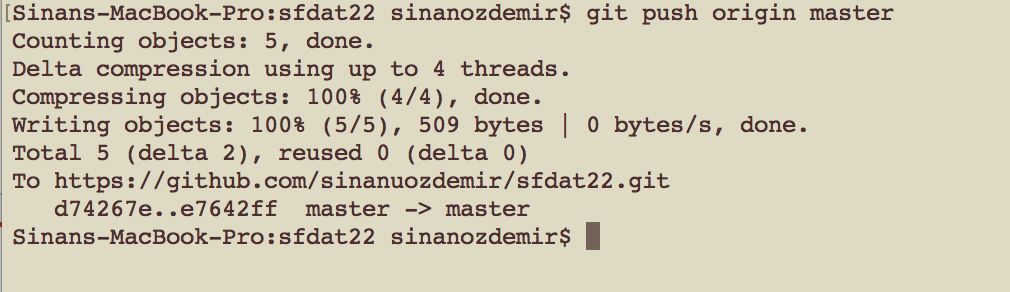 [Sinans-MacBook-Pro:sfdat22 sinanozdemir$ git push origin master
Counting objects: 5, done.
Delta compression using up to 4 threads.
Compressing objects: 100% (4/4), done.
Writing objects: 100% (5/5), 509 bytes | 0 bytes/s, done.
Total 5 (delta 2), reused 0 (delta 0)
To https://github.com/sinanuozdemir/sfdat22.git
   d74267e..e7642ff  master -> master
Sinans-MacBook-Pro:sfdat22 sinanozdemir$